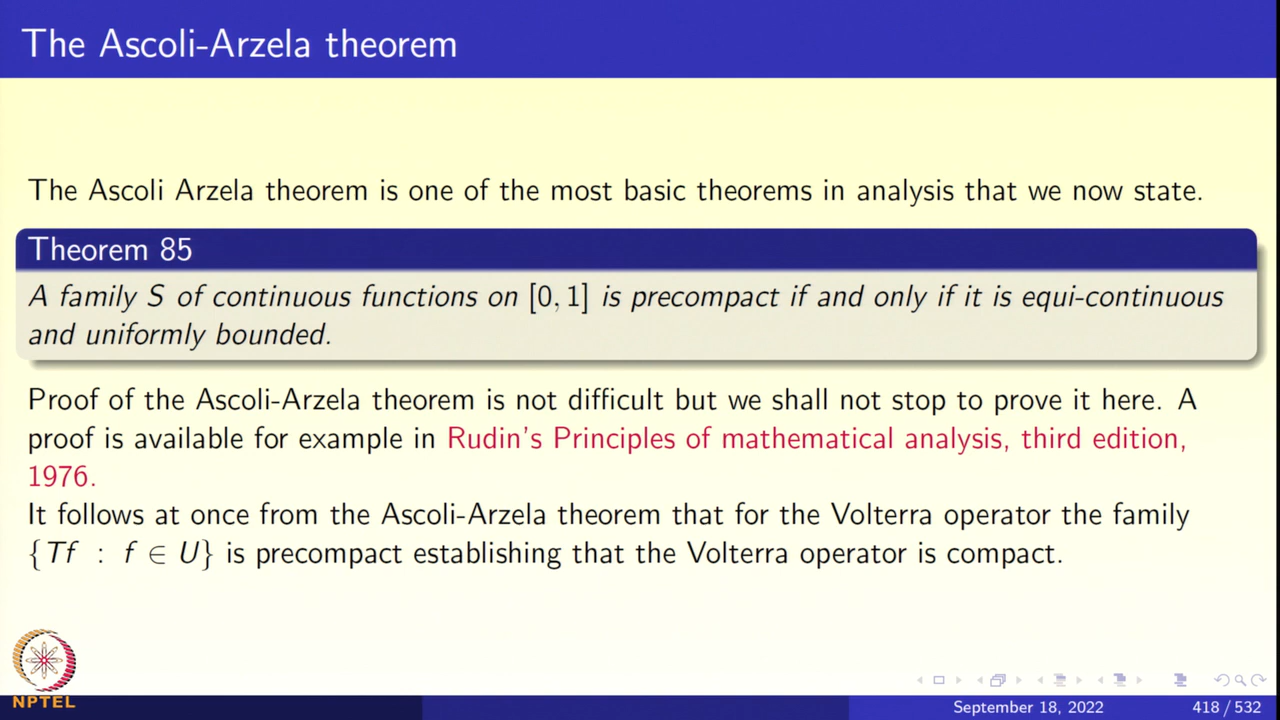 The Ascoli-Arzela theorem
The Ascoli Arzela theorem is one of the most basic theorems in analysis that we now state.
Theorem 85
A family S of continuous functions on [0, 1] is precompact if and only if it is equi-continuous
and uniformly bounded.
Proof of the Ascoli-Arzela theorem is not difficult but we shall not stop to prove it here. A
proof is available for example in Rudin's Principles of mathematical analysis, third edition,
1976.
It follows at once from the Ascoli-Arzela theorem that for the Volterra operator the family
{Tf : f ∈ U} is precompact establishing that the Volterra operator is compact.
NPTEL
September 18, 2022 418 / 532